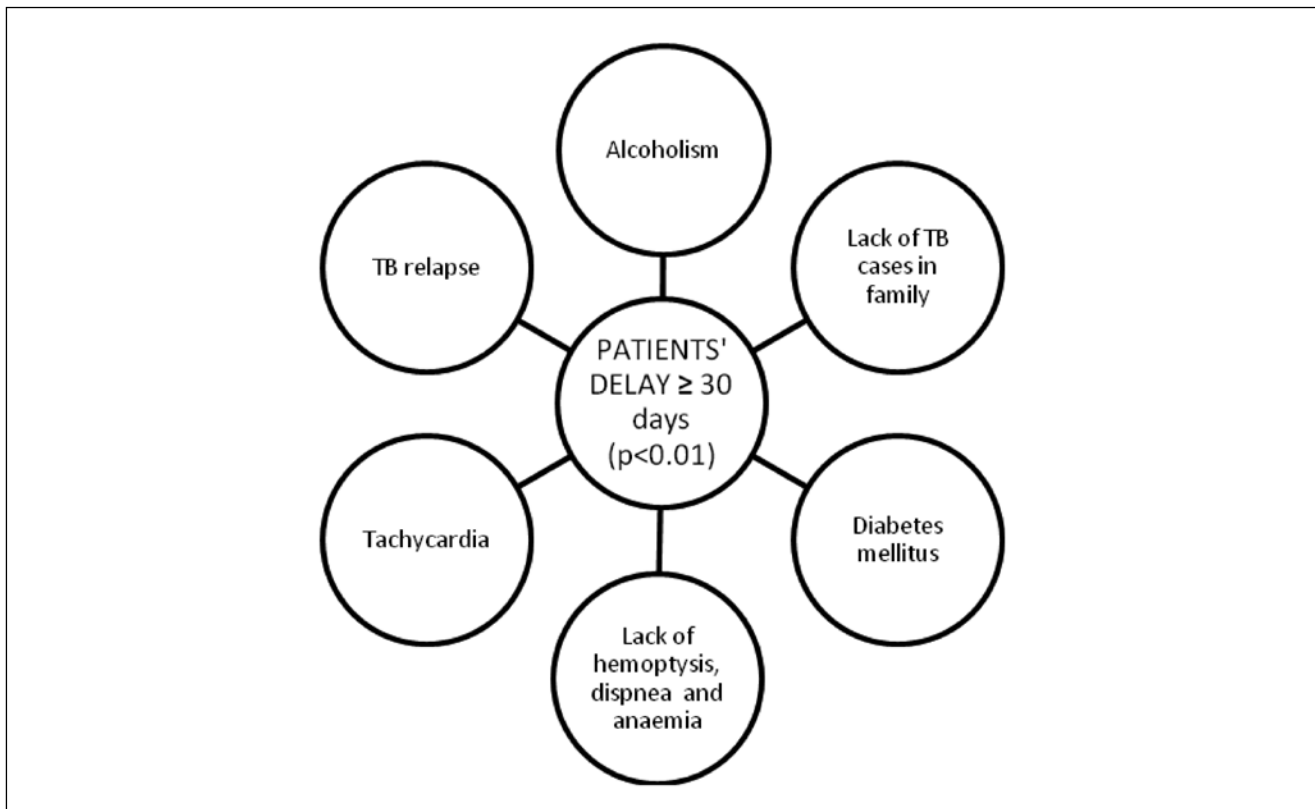 Alcoholism
TB relapse
Lack of TB
cases in
family
PATIENTS'
DELAY ≥ 30
days
(p<0.01)
Tachycardia
Diabetes
mellitus
Lack of
hemoptysis,
dispnea and
anaemia